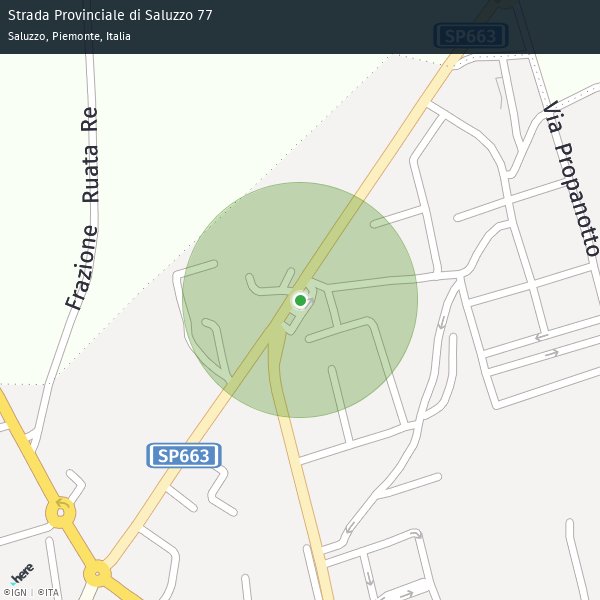 Strada Provinciale di Saluzzo 77
Saluzzo, Piemonte, Italia
SP663
Frazione Ruata Re
Via Propanotto
SP663
here
©IGN | ©ITA